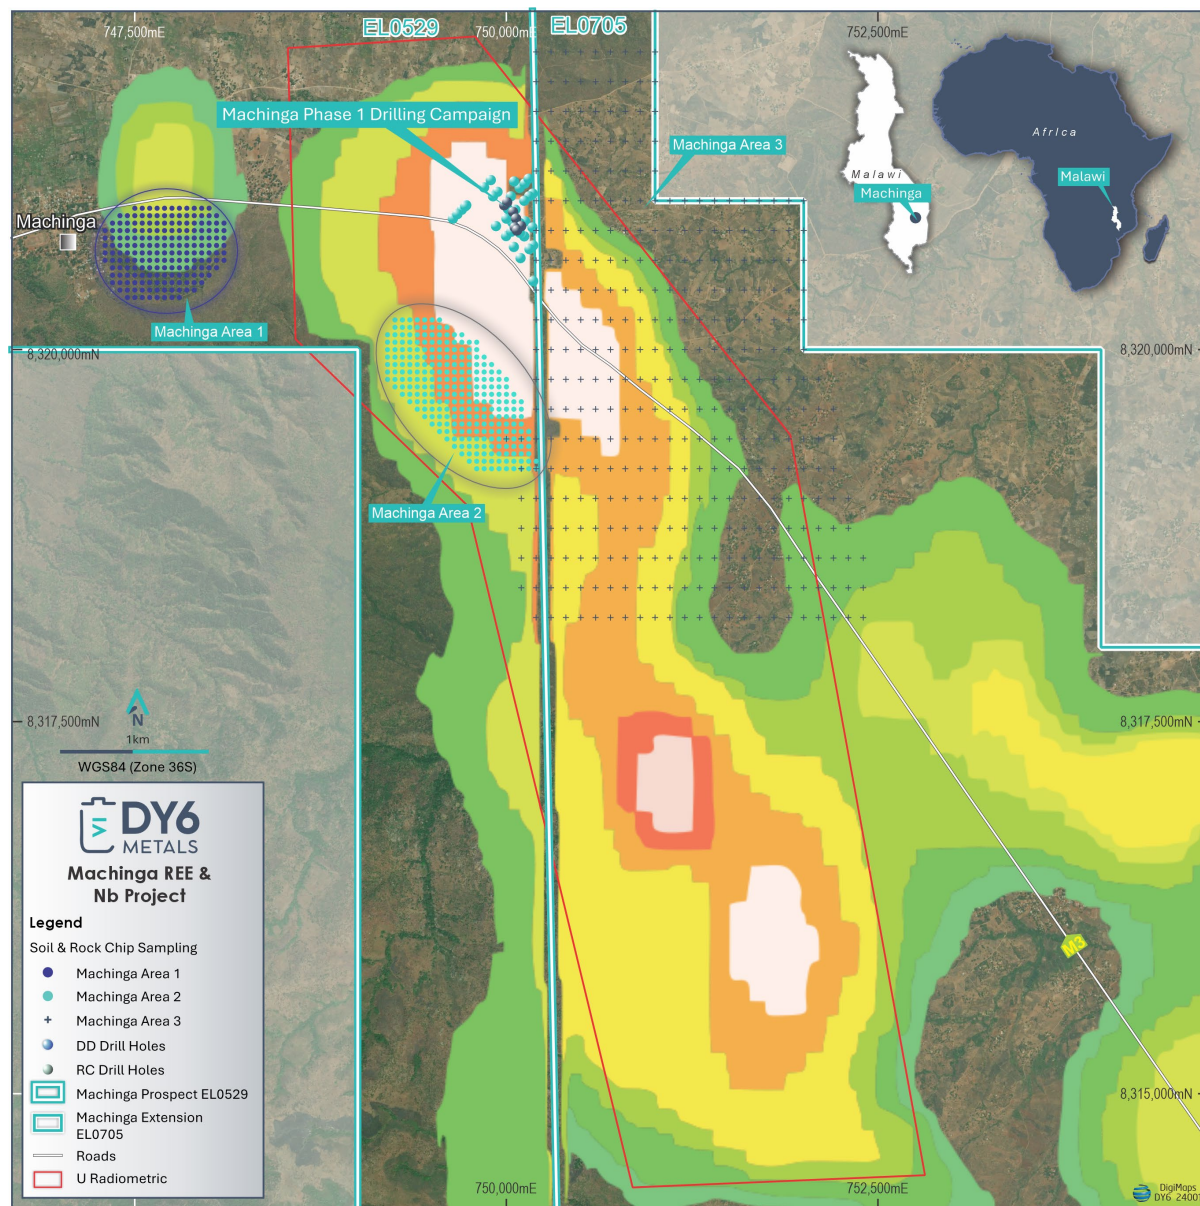 747,500mE
EL0529
750,000mE
EL0705
752,500mE
Machinga Phase 1 Drilling Campaign
Machinga Area 3
Africa
Malawi
Malawi
Machinga
Machinga
Machinga Area 1
8,320,000mN
8,320,000mN
Machinga Area 2
N
1km
WGS84 (Zone 36S)
8,317,500mN
8,317,500mN
DY6
METALS
Machinga REE &
Nb Project
Legend
Soil & Rock Chip Sampling
Machinga Area 1
Machinga Area 2
Machinga Area 3
DD Drill Holes
RC Drill Holes
Machinga Prospect EL0529
Machinga Extension
EL0705
Roads
U Radiometric
M3
8,315,000mN
750,000mE
752,500mE
DigiMaps
DY6_24001